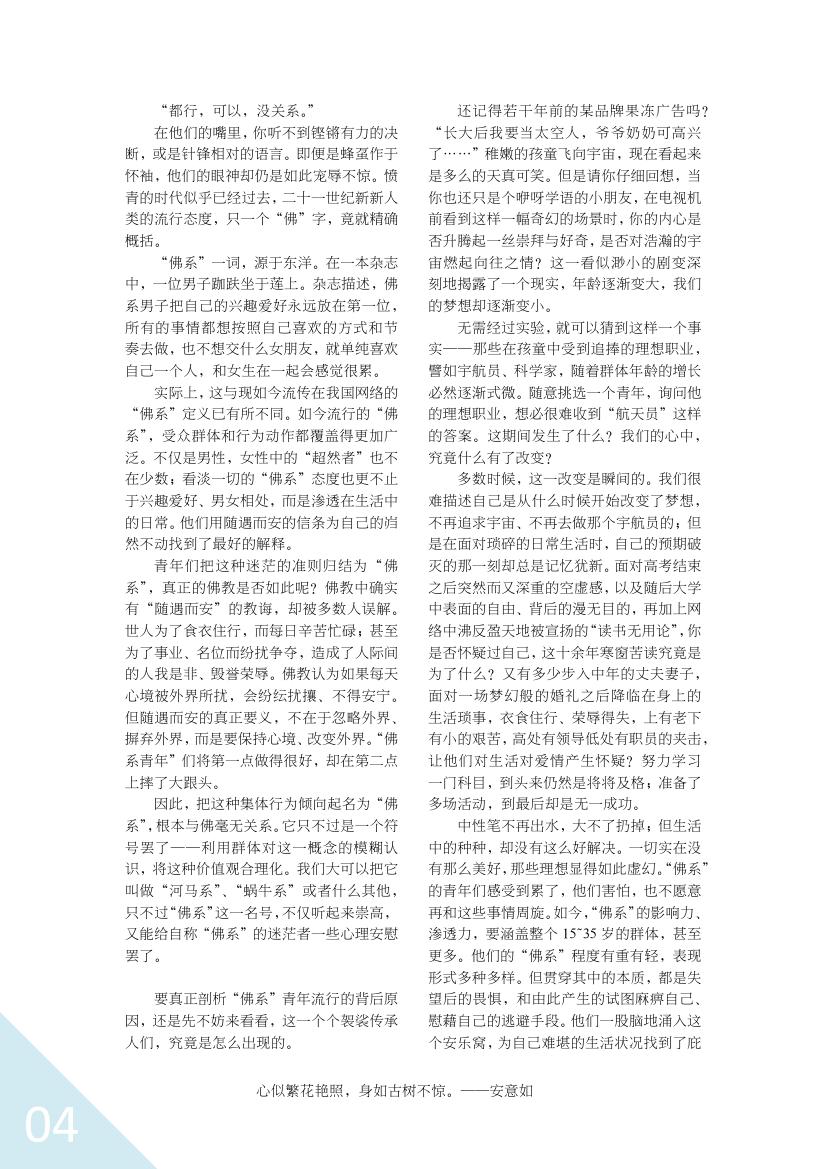 “都行，可以，没关系。”
在他们的嘴里，你听不到铿锵有力的决
断，或是针锋相对的语言。即便是蜂虿作于
怀袖，他们的眼神却仍是如此宠辱不惊。愤
青的时代似乎已经过去，二十一世纪新新人
类的流行态度，只一个“佛”字，竟就精确
概括。
“佛系”一词，源于东洋。在一本杂志
中，一位男子跏趺坐于莲上。杂志描述，佛
系男子把自己的兴趣爱好永远放在第一位，
所有的事情都想按照自己喜欢的方式和节
奏去做，也不想交什么女朋友，就单纯喜欢
自己一个人，和女生在一起会感觉很累。
实际上，这与现如今流传在我国网络的
“佛系”定义已有所不同。如今流行的“佛
系”，受众群体和行为动作都覆盖得更加广
泛。不仅是男性，女性中的“超然者”也不
在少数；看淡一切的“佛系”态度也更不止
于兴趣爱好、男女相处，而是渗透在生活中
的日常。他们用随遇而安的信条为自己的岿
然不动找到了最好的解释。
青年们把这种迷茫的准则归结为“佛
系”，真正的佛教是否如此呢？佛教中确实
有“随遇而安”的教诲，却被多数人误解。
世人为了食衣住行，而每日辛苦忙碌；甚至
为了事业、名位而纷扰争夺，造成了人际间
的人我是非、毁誉荣辱。佛教认为如果每天
心境被外界所扰，会纷纭扰攘、不得安宁。
但随遇而安的真正要义，不在于忽略外界、
摒弃外界，而是要保持心境、改变外界。“佛
系青年”们将第一点做得很好，却在第二点
上摔了大跟头。
因此，把这种集体行为倾向起名为“佛
系”，根本与佛毫无关系。它只不过是一个符
号罢了——利用群体对这一概念的模糊认
识，将这种价值观合理化。我们大可以把它
叫做“河马系”、“蜗牛系”或者什么其他，
只不过“佛系”这一名号，不仅听起来崇高，
又能给自称“佛系”的迷茫者一些心理安慰
罢了。
要真正剖析“佛系”青年流行的背后原
因，还是先不妨来看看，这一个个袈裟传承
人们，究竟是怎么出现的。
还记得若干年前的某品牌果冻广告吗？
“长大后我要当太空人，爷爷奶奶可高兴
了……”稚嫩的孩童飞向宇宙，现在看起来
是多么的天真可笑。但是请你仔细回想，当
你也还只是个咿呀学语的小朋友，在电视机
前看到这样一幅奇幻的场景时，你的内心是
否升腾起一丝崇拜与好奇，是否对浩瀚的宇
宙燃起向往之情？这一看似渺小的剧变深
刻地揭露了一个现实，年龄逐渐变大，我们
的梦想却逐渐变小。
无需经过实验，就可以猜到这样一个事
实——那些在孩童中受到追捧的理想职业，
譬如宇航员、科学家，随着群体年龄的增长
必然逐渐式微。随意挑选一个青年，询问他
的理想职业，想必很难收到“航天员”这样
的答案。这期间发生了什么？我们的心中，
究竟什么有了改变？
多数时候，这一改变是瞬间的。我们很
难描述自己是从什么时候开始改变了梦想，
不再追求宇宙、不再去做那个宇航员的；但
是在面对琐碎的日常生活时，自己的预期破
灭的那一刻却总是记忆犹新。面对高考结束
之后突然而又深重的空虚感，以及随后大学
中表面的自由、背后的漫无目的，再加上网
络中沸反盈天地被宣扬的“读书无用论”，你
是否怀疑过自己，这十余年寒窗苦读究竟是
为了什么？又有多少步入中年的丈夫妻子，
面对一场梦幻般的婚礼之后降临在身上的
生活琐事，衣食住行、荣辱得失，上有老下
有小的艰苦，高处有领导低处有职员的夹击，
让他们对生活对爱情产生怀疑？努力学习
一门科目，到头来仍然是将将及格；准备了
多场活动，到最后却是无一成功。
中性笔不再出水，大不了扔掉；但生活
中的种种，却没有这么好解决。一切实在没
有那么美好，那些理想显得如此虚幻。“佛系”
的青年们感受到累了，他们害怕，也不愿意
再和这些事情周旋。如今，“佛系”的影响力、
渗透力，要涵盖整个 15~35 岁的群体，甚至
更多。他们的“佛系”程度有重有轻，表现
形式多种多样。但贯穿其中的本质，都是失
望后的畏惧，和由此产生的试图麻痹自己、
慰藉自己的逃避手段。他们一股脑地涌入这
个安乐窝，为自己难堪的生活状况找到了庇
心似繁花艳照，身如古树不惊。——安意如
04